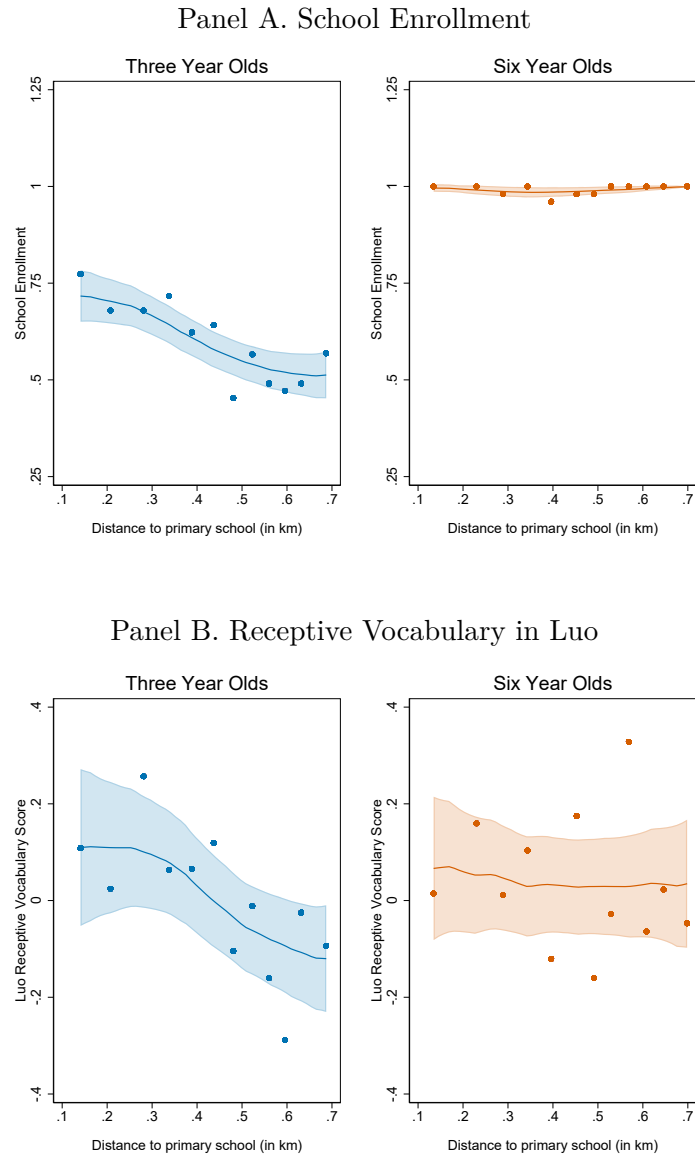 Panel A. School Enrollment
Three Year Olds
Six Year Olds
School Enrollment
1.25
1
.75
.5
.25
.1 .2 .3 .4 .5 .6 .7
Distance to primary school (in km)
School Enrollment
1.25
1
.75
.5
.25
.1 .2 .3 .4 .5 .6 .7
Distance to primary school (in km)
Panel B. Receptive Vocabulary in Luo
Three Year Olds
Six Year Olds
Luo Receptive Vocabulary Score
.4
.2
0
-.2
-.4
.1 .2 .3 .4 .5 .6 .7
Distance to primary school (in km)
Luo Receptive Vocabulary Score
.4
.2
0
-.2
-.4
.1 .2 .3 .4 .5 .6 .7
Distance to primary school (in km)